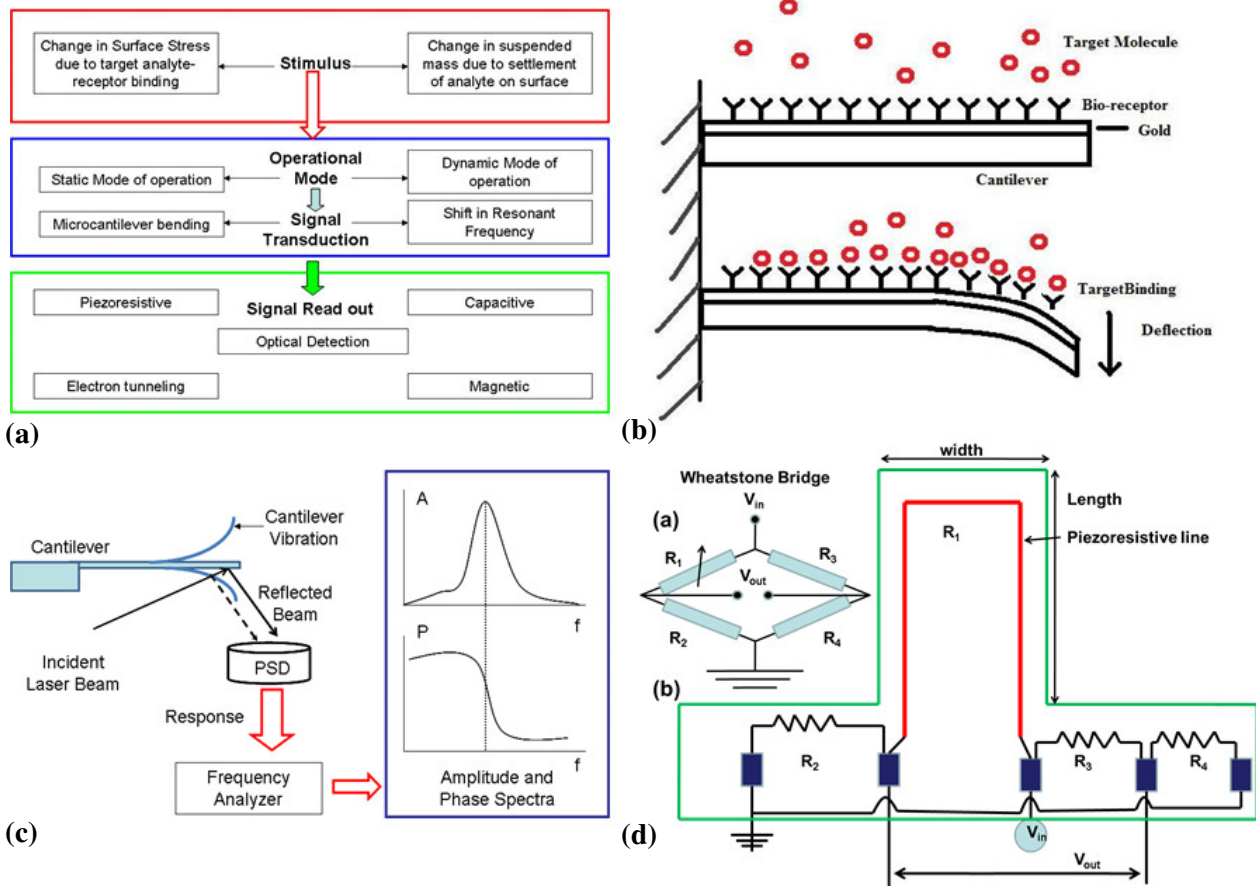 Change in Surface Stress
due to target analyte-
receptor binding
Stimulus
Change in suspended
mass due to settlement
of analyte on surface
Operational
Mode
Static Mode of operation
Dynamic Mode of
operation
Microcantilever bending
Signal
Transduction
Shift in Resonant
Frequency
Piezoresistive
Signal Read out
Capacitive
Optical Detection
Electron tunneling
Magnetic
(a)
Target Molecule
Bio-receptor
Gold
Cantilever
TargetBinding
Deflection
(b)
Cantilever
Cantilever
Vibration
Reflected
Beam
Incident
Laser Beam
PSD
Response
Frequency
Analyzer
A
f
P
f
Amplitude and
Phase Spectra
(c)
width
Wheatstone Bridge
Vin
(a)
Length
R1
Piezoresistive line
R1
R3
Vout
R2
R4
(b)
R2
R3
R4
Vin
Vout
(d)